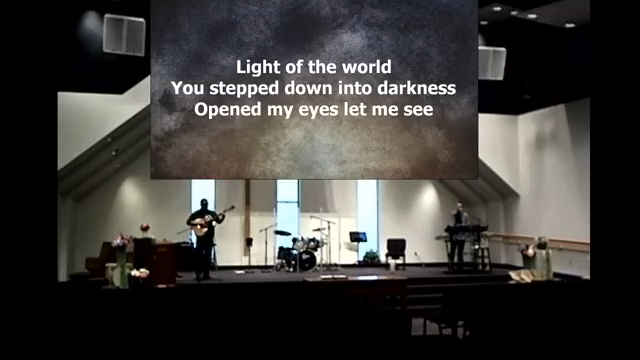 Light of the world
You stepped down into darkness
Opened my eyes let me see